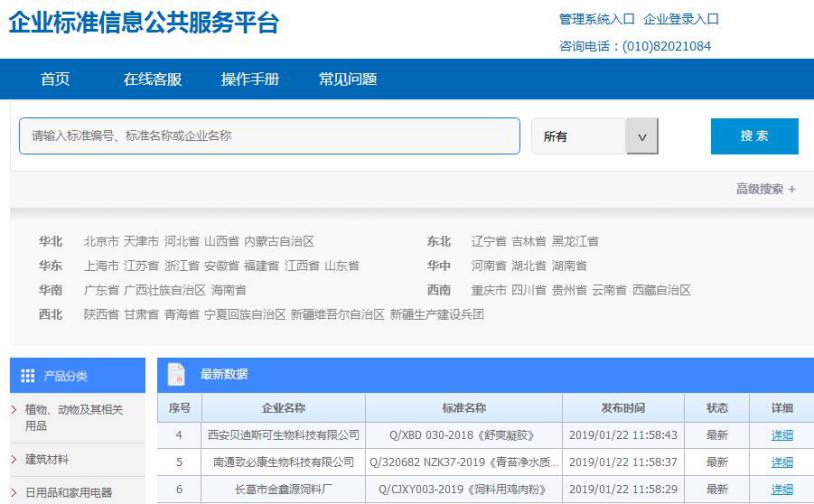 企业标准信息公共服务平台
管理系统入口 企业登录入口
咨询电话：(010)82021084
首页 在线客服 操作手册 常见问题
请输入标准编号、标准名称或企业名称 所有 搜 索
高级搜索 +
华北 北京市 天津市 河北省 山西省 内蒙古自治区 东北 辽宁省 吉林省 黑龙江省
华东 上海市 江苏省 浙江省 安徽省 福建省 江西省 山东省 华中 河南省 湖北省 湖南省
华南 广东省 广西壮族自治区 海南省 西南 重庆市 四川省 贵州省 云南省 西藏自治区
西北 陕西省 甘肃省 青海省 宁夏回族自治区 新疆维吾尔自治区 新疆生产建设兵团
产品分类
植物、动物及其相关
用品
建筑材料
日用品和家用电器
最新数据
序号 企业名称 标准名称 发布时间 状态 详细
4 西安贝迪斯可生物科技有限公司 Q/XBD 030-2018《舒爽凝胶》 2019/01/22 11:58:43 最新 详细
5 南通致必康生物科技有限公司 Q/320682 NZK37-2019《青苔净水质... 2019/01/22 11:58:37 最新 详细
6 长葛市金鑫源饲料厂 Q/CJXY003-2019《饲料用鸡肉粉》 2019/01/22 11:58:29 最新 详细